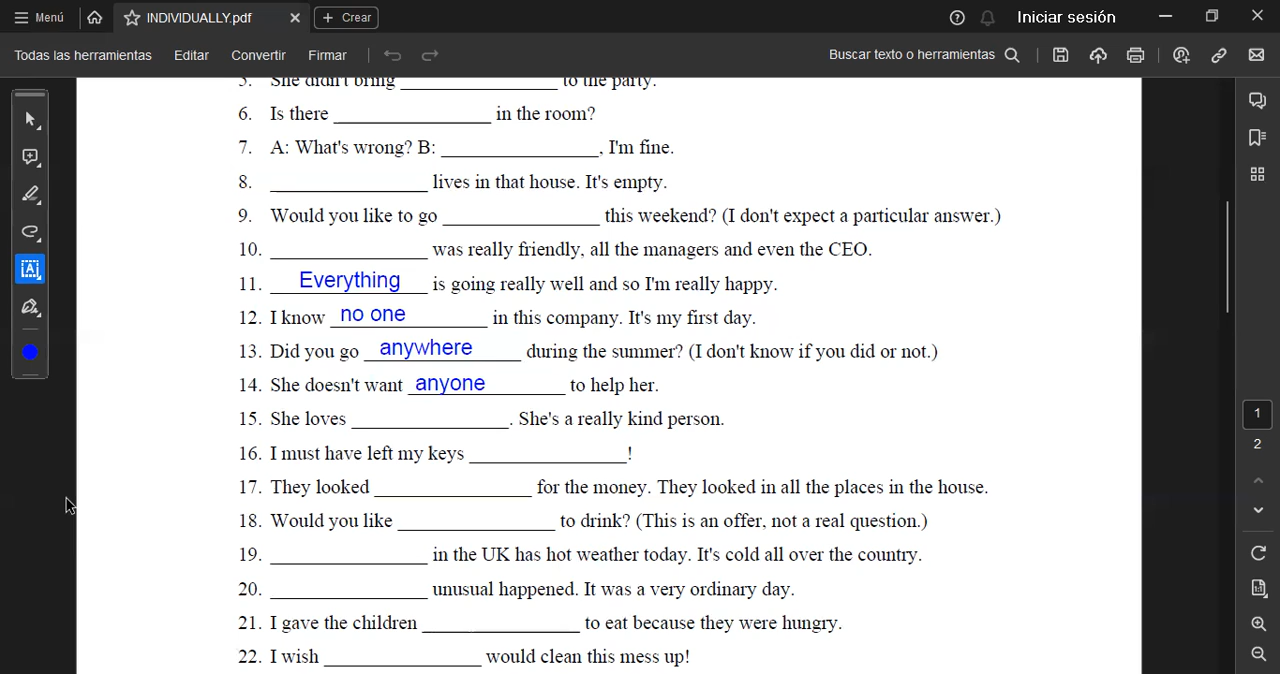 Menú INDIVIDUALLY.pdf Crear Iniciar sesión
Todas las herramientas Editar Convertir Firmar Buscar texto o herramientas
5. She didn't bring ________________ to the party.
6. Is there ________________ in the room?
7. A: What's wrong? B: ________________, I'm fine.
8. ________________ lives in that house. It's empty.
9. Would you like to go ________________ this weekend? (I don't expect a particular answer.)
10. ________________ was really friendly, all the managers and even the CEO.
11. Everything is going really well and so I'm really happy.
12. I know no one in this company. It's my first day.
13. Did you go anywhere during the summer? (I don't know if you did or not.)
14. She doesn't want anyone to help her.
15. She loves ________________. She's a really kind person.
16. I must have left my keys ________________!
17. They looked ________________ for the money. They looked in all the places in the house.
18. Would you like ________________ to drink? (This is an offer, not a real question.)
19. ________________ in the UK has hot weather today. It's cold all over the country.
20. ________________ unusual happened. It was a very ordinary day.
21. I gave the children ________________ to eat because they were hungry.
22. I wish ________________ would clean this mess up!
1
2